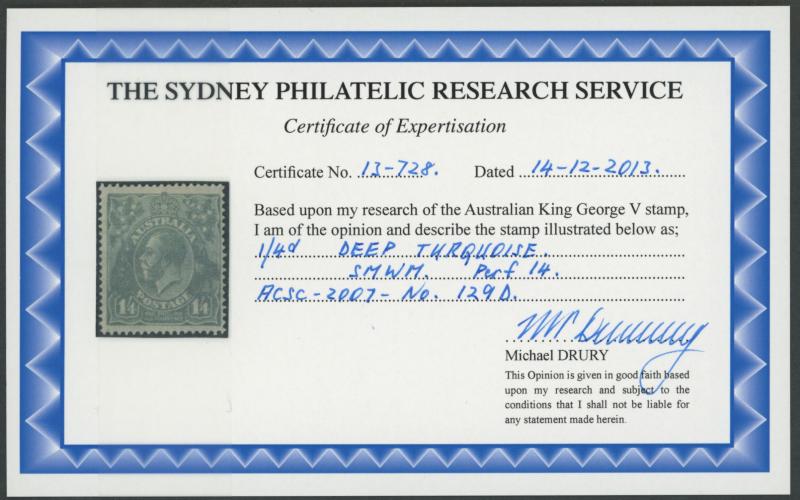 THE SYDNEY PHILATELIC RESEARCH SERVICE
Certificate of Expertisation
Certificate No. 13-728. Dated 14-12-2013.
Based upon my research of the Australian King George V stamp,
I am of the opinion and describe the stamp illustrated below as;
1/4d DEEP TURQUOISE.
SMWM. Perf 14.
ACSC-2007-No. 129D.
AUSTRALIA
POSTAGE
1/4 1/4
Michael DRURY
This Opinion is given in good faith based
upon my research and subject to the
conditions that I shall not be liable for
any statement made herein.